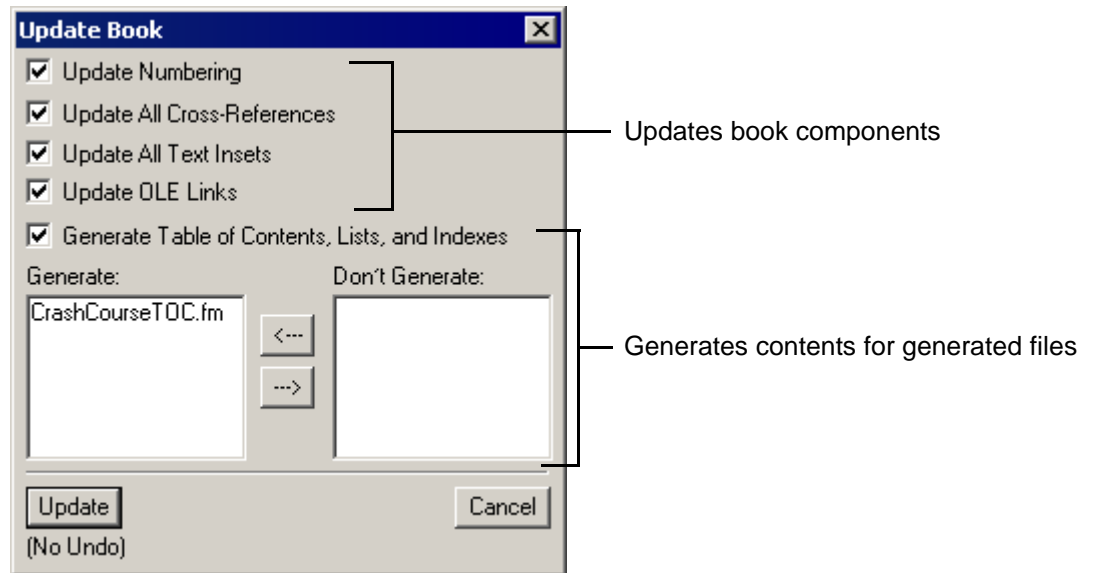 Update Book
Update Numbering
Update All Cross-References
Update All Text Insets
Update OLE Links
Updates book components
Generate Table of Contents, Lists, and Indexes
Generate:
Don't Generate:
CrashCourseTOC.fm
<---
--->
Generates contents for generated files
Update
Cancel
(No Undo)